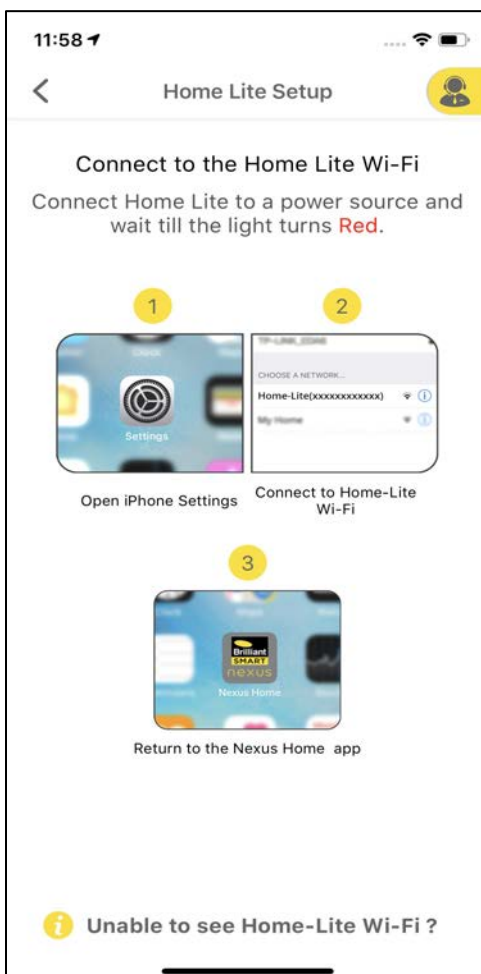 11:58
Home Lite Setup
Connect to the Home Lite Wi-Fi
Connect Home Lite to a power source and
wait till the light turns Red.
1
2
Settings
TP-LINK_
CHOOSE A NETWORK...
Home-Lite(xxxxxxxxxxxx)
My Home
Open iPhone Settings
Connect to Home-Lite
Wi-Fi
3
Brilliant
SMART
nexus
Nexus Home
Return to the Nexus Home app
Unable to see Home-Lite Wi-Fi ?